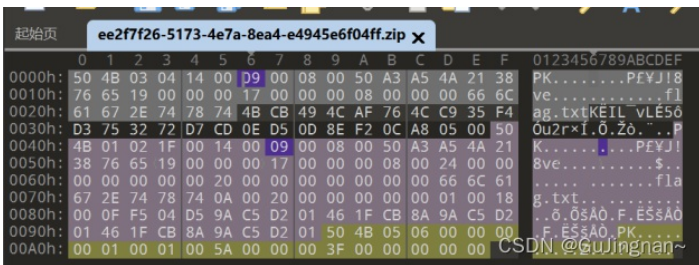 起始页 ee2f7f26-5173-4e7a-8ea4-e4945e6f04ff.zip ×
0 1 2 3 4 5 6 7 8 9 A B C D E F 0123456789ABCDEF
0000h: 50 4B 03 04 14 00 09 00 08 00 50 A3 A5 4A 21 38 PK........P£¥J!8
0010h: 76 65 19 00 00 00 17 00 00 00 08 00 00 00 66 6C ve............fl
0020h: 61 67 2E 74 78 74 4B CB 49 4C AF 76 4C C9 35 F4 ag.txtKËIL¯vLÉ5ô
0030h: D3 75 32 72 D7 CD 0E D5 0D 8E F2 0C A8 05 00 50 Óu2r×Í.Õ.Žò.¨..P
0040h: 4B 01 02 1F 00 14 00 09 00 08 00 50 A3 A5 4A 21 K..........P£¥J!
0050h: 38 76 65 19 00 00 00 17 00 00 00 08 00 24 00 00 8ve..........$..
0060h: 00 00 00 00 00 20 00 00 00 00 00 00 00 66 6C 61 ..... .......fla
0070h: 67 2E 74 78 74 0A 00 20 00 00 00 00 00 01 00 18 g.txt.. ........
0080h: 00 0F F5 04 D5 9A C5 D2 01 46 1F CB 8A 9A C5 D2 ..õ.ÕšÅÒ.F.ËŠšÅÒ
0090h: 01 46 1F CB 8A 9A C5 D2 01 50 4B 05 06 00 00 00 .F.ËŠšÅÒ.PK.....
00A0h: 00 01 00 01 00 5A 00 00 00 3F 00 00 00 00 00
CSDN @GuJingnan~